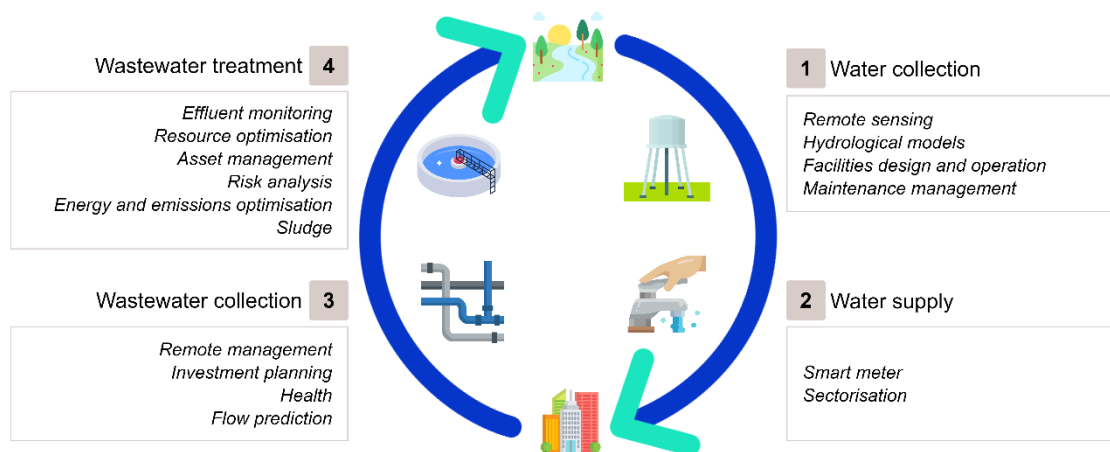 1 Water collection
Remote sensing
Hydrological models
Facilities design and operation
Maintenance management
2 Water supply
Smart meter
Sectorisation
Wastewater collection 3
Remote management
Investment planning
Health
Flow prediction
Wastewater treatment 4
Effluent monitoring
Resource optimisation
Asset management
Risk analysis
Energy and emissions optimisation
Sludge